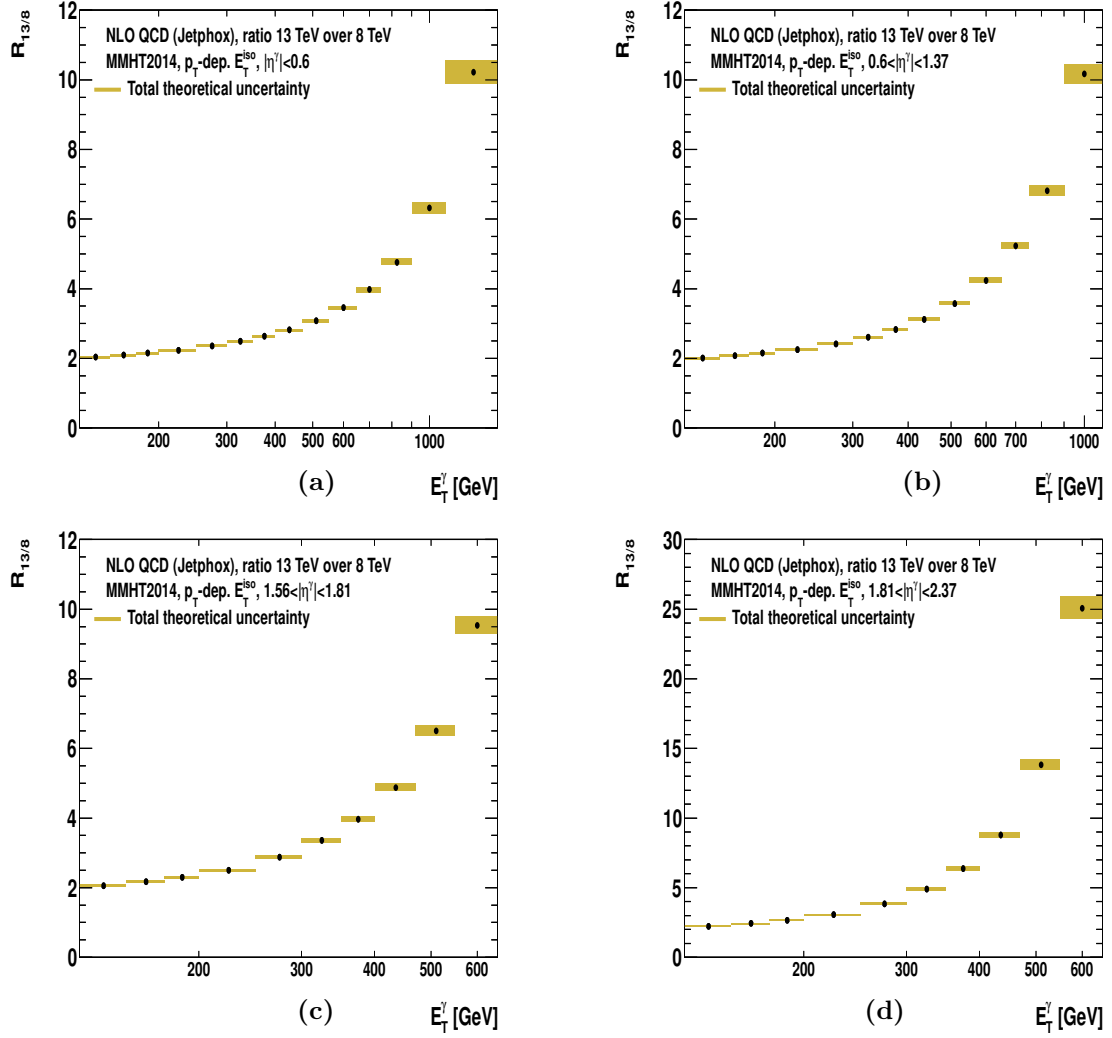 R13/8
NLO QCD (Jetphox), ratio 13 TeV over 8 TeV
MMHT2014, pT-dep. ETiso, |ηγ|<0.6
Total theoretical uncertainty
12
10
8
6
4
2
0
200 300 400 500 600 1000
(a)
ETγ [GeV]
R13/8
NLO QCD (Jetphox), ratio 13 TeV over 8 TeV
MMHT2014, pT-dep. ETiso, 0.6<|ηγ|<1.37
Total theoretical uncertainty
12
10
8
6
4
2
0
200 300 400 500 600 700 1000
(b)
ETγ [GeV]
R13/8
NLO QCD (Jetphox), ratio 13 TeV over 8 TeV
MMHT2014, pT-dep. ETiso, 1.56<|ηγ|<1.81
Total theoretical uncertainty
12
10
8
6
4
2
0
200 300 400 500 600
(c)
ETγ [GeV]
R13/8
NLO QCD (Jetphox), ratio 13 TeV over 8 TeV
MMHT2014, pT-dep. ETiso, 1.81<|ηγ|<2.37
Total theoretical uncertainty
30
25
20
15
10
5
0
200 300 400 500 600
(d)
ETγ [GeV]